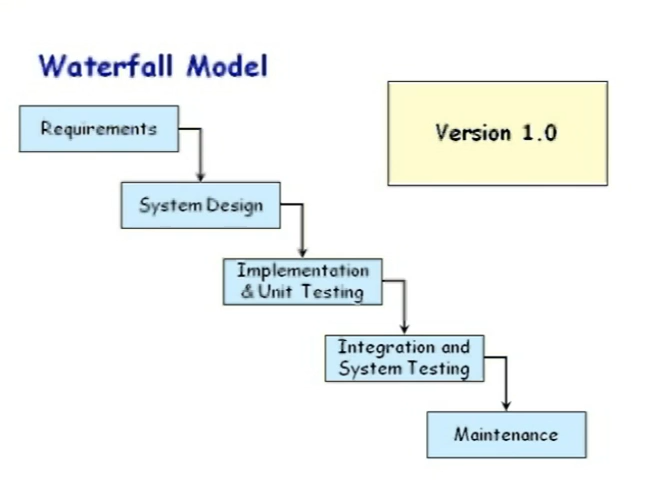 Waterfall Model
Requirements
Version 1.0
System Design
Implementation
& Unit Testing
Integration and
System Testing
Maintenance